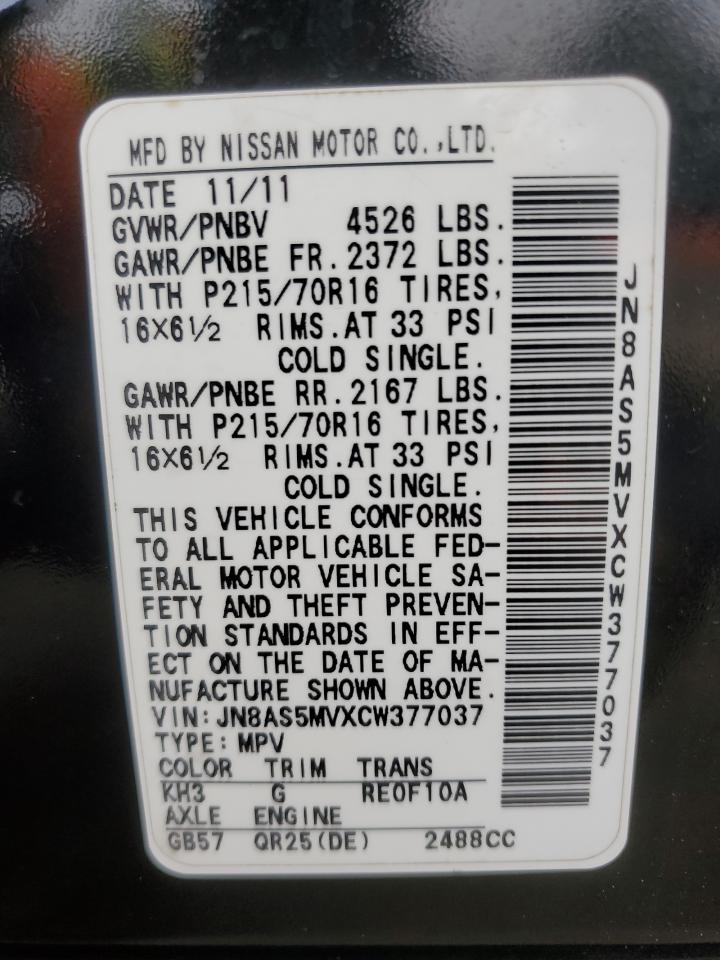 MFD BY NISSAN MOTOR CO.,LTD.
DATE 11/11
GVWR/PNBV 4526 LBS.
GAWR/PNBE FR.2372 LBS.
WITH P215/70R16 TIRES,
16X6½ RIMS.AT 33 PSI
COLD SINGLE.
GAWR/PNBE RR.2167 LBS.
WITH P215/70R16 TIRES,
16X6½ RIMS.AT 33 PSI
COLD SINGLE.
THIS VEHICLE CONFORMS
TO ALL APPLICABLE FED-
ERAL MOTOR VEHICLE SA-
FETY AND THEFT PREVEN-
TION STANDARDS IN EFF-
ECT ON THE DATE OF MA-
NUFACTURE SHOWN ABOVE.
VIN:JN8AS5MVXCW377037
TYPE:MPV
COLOR TRIM TRANS
KH3 G RE0F10A
AXLE ENGINE
GB57 QR25(DE) 2488CC
JN8AS5MVXCW377037